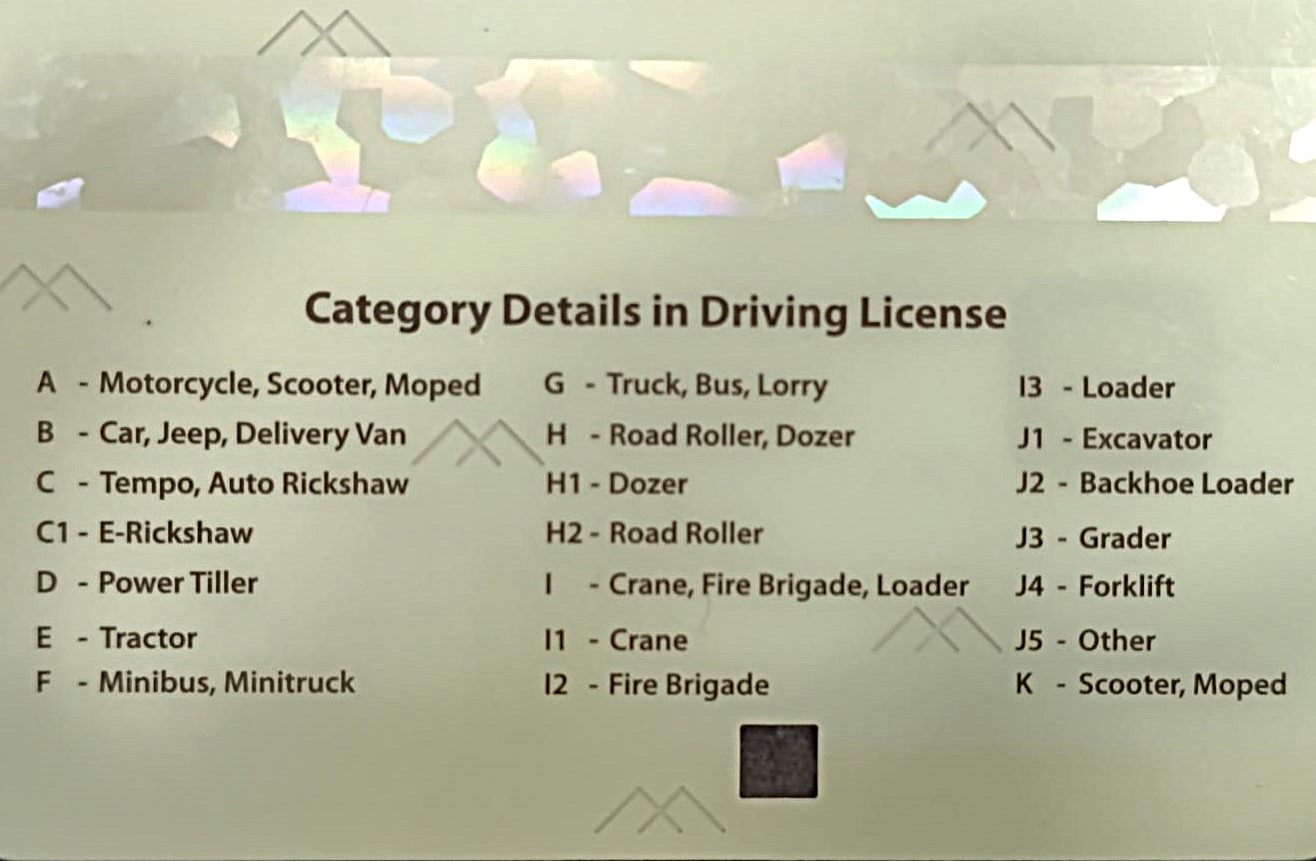 Category Details in Driving License
A - Motorcycle, Scooter, Moped
B - Car, Jeep, Delivery Van
C - Tempo, Auto Rickshaw
C1 - E-Rickshaw
D - Power Tiller
E - Tractor
F - Minibus, Minitruck
G - Truck, Bus, Lorry
H - Road Roller, Dozer
H1 - Dozer
H2 - Road Roller
I - Crane, Fire Brigade, Loader
I1 - Crane
I2 - Fire Brigade
I3 - Loader
J1 - Excavator
J2 - Backhoe Loader
J3 - Grader
J4 - Forklift
J5 - Other
K - Scooter, Moped